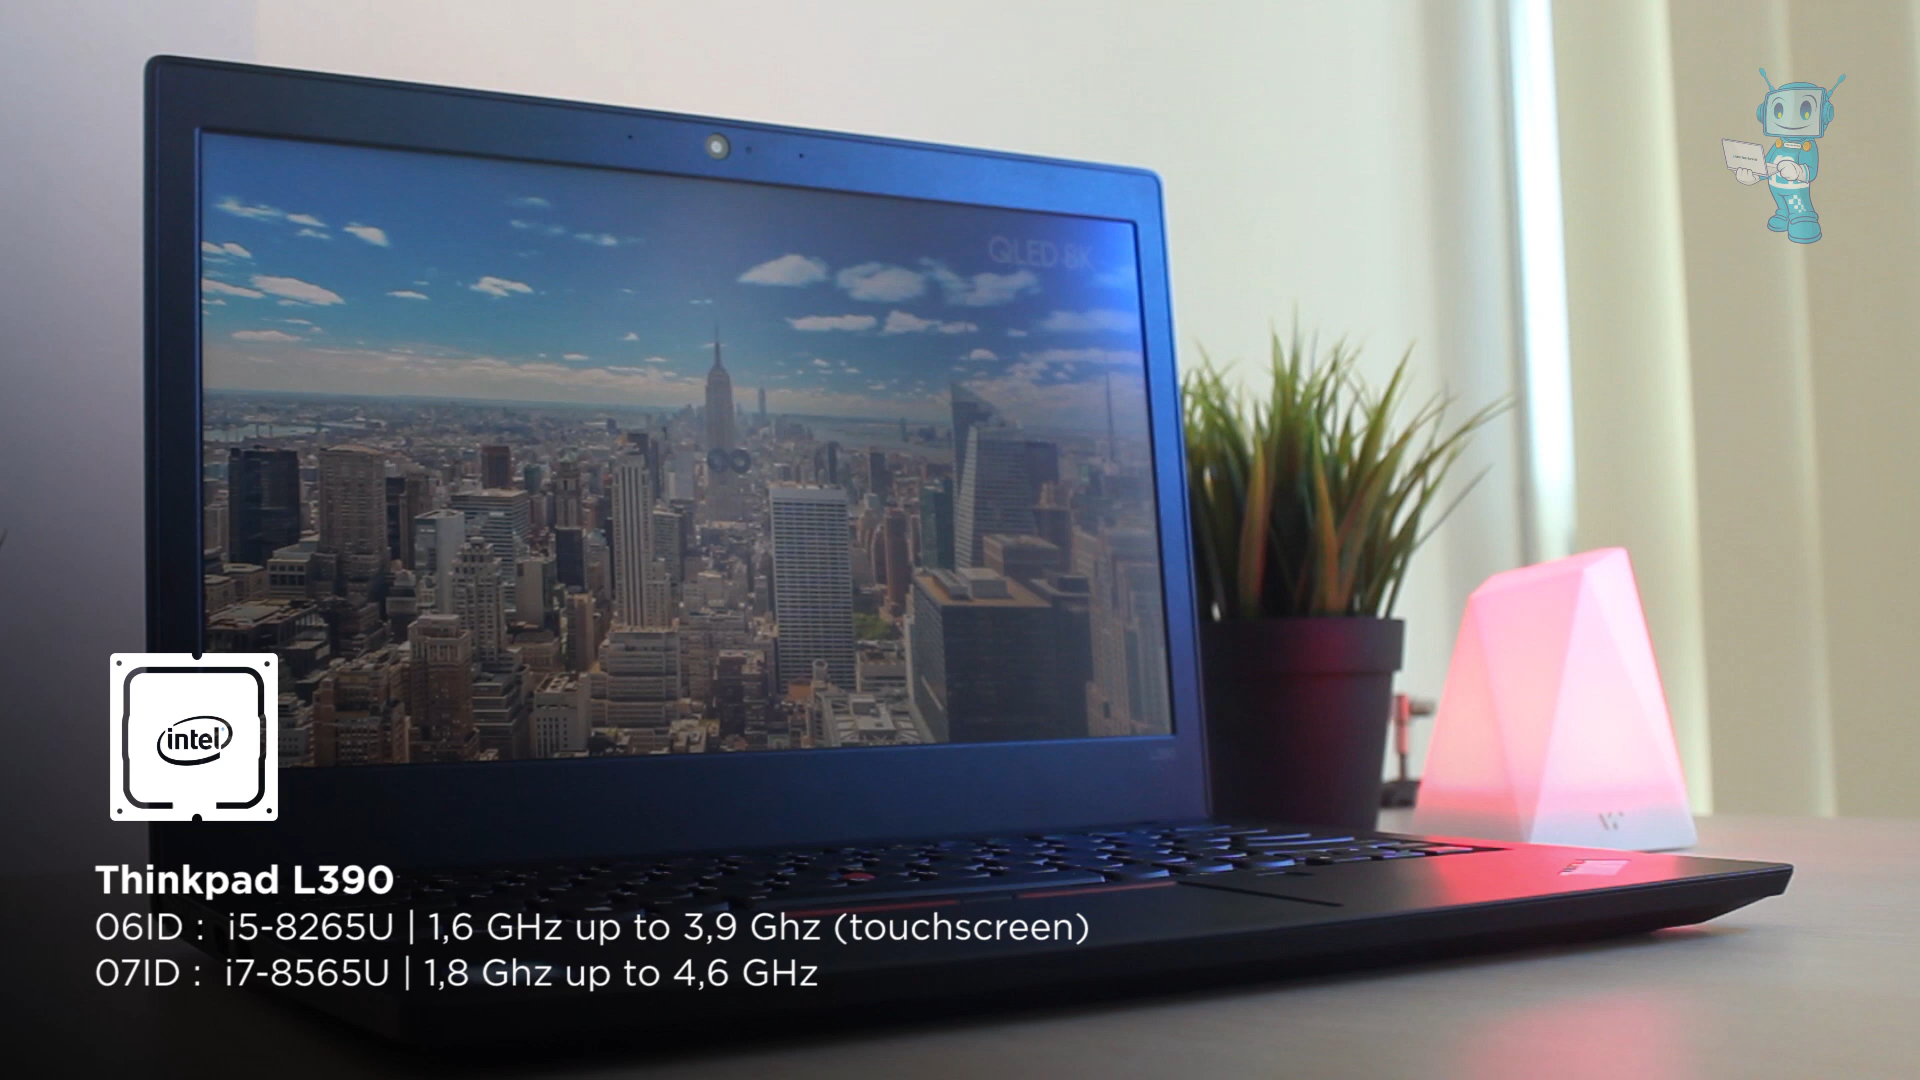 QLED 8K
intel
Thinkpad L390
06ID : i5-8265U | 1,6 GHz up to 3,9 Ghz (touchscreen)
07ID : i7-8565U | 1,8 Ghz up to 4,6 GHz